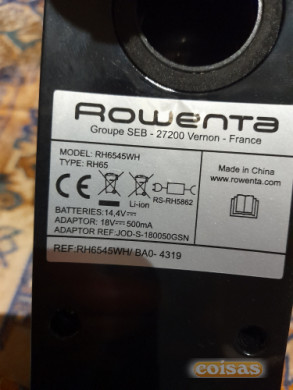 Rowenta
Groupe SEB - 27200 Vernon - France
MODEL: RH6545WH
TYPE: RH65
Made in China
www.rowenta.com
Li-ion
RS-RH5862
BATTERIES:14,4V⎓
ADAPTOR: 18V⎓ 500mA
ADAPTOR REF:JOD-S-180050GSN
REF:RH6545WH/ BA0- 4319
coisas